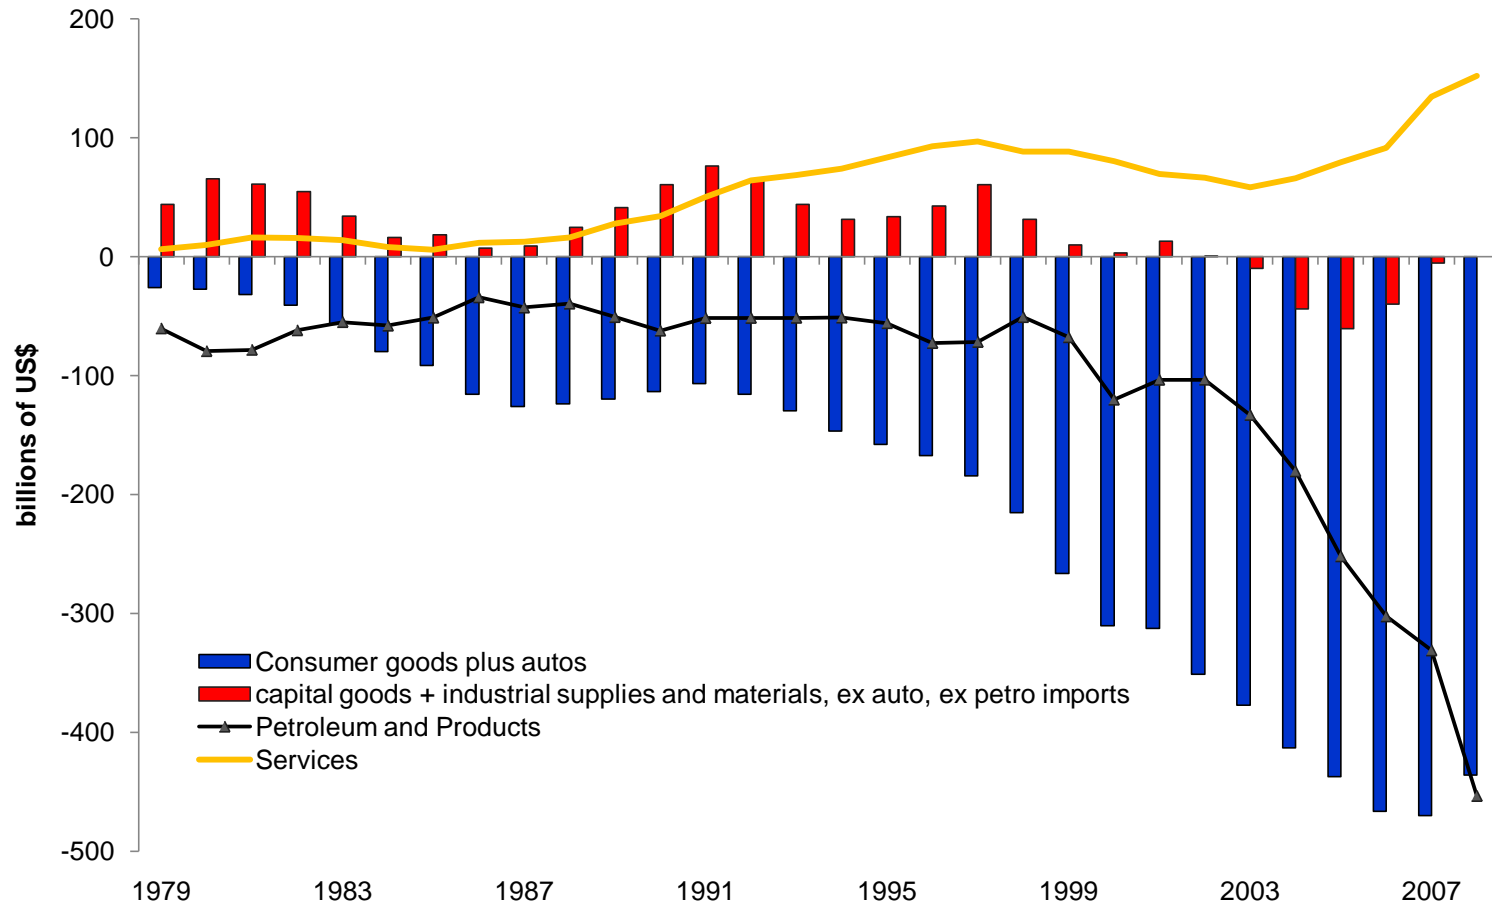 200
100
0
-100
-200
-300
-400
-500
billions of US$
Consumer goods plus autos
capital goods + industrial supplies and materials, ex auto, ex petro imports
Petroleum and Products
Services
1979 1983 1987 1991 1995 1999 2003 2007